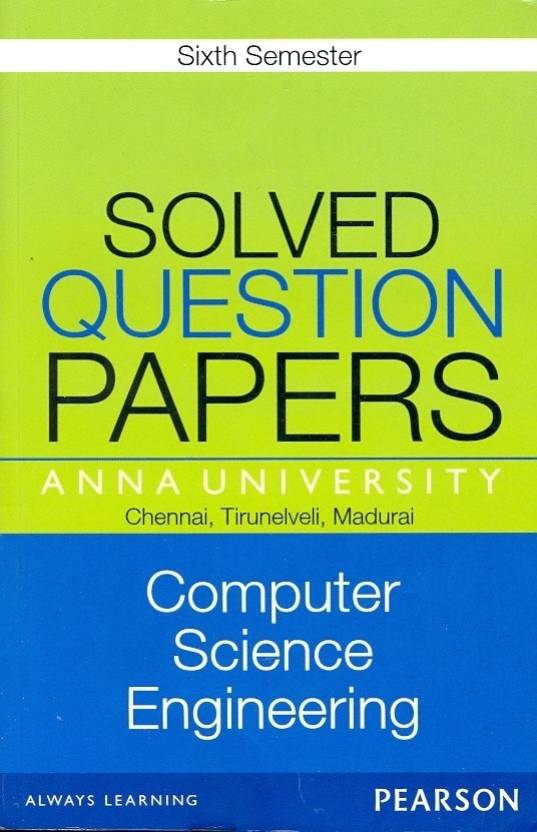 Sixth Semester
SOLVED
QUESTION
PAPERS
ANNA UNIVERSITY
Chennai, Tirunelveli, Madurai
Computer
Science
Engineering
ALWAYS LEARNING
PEARSON